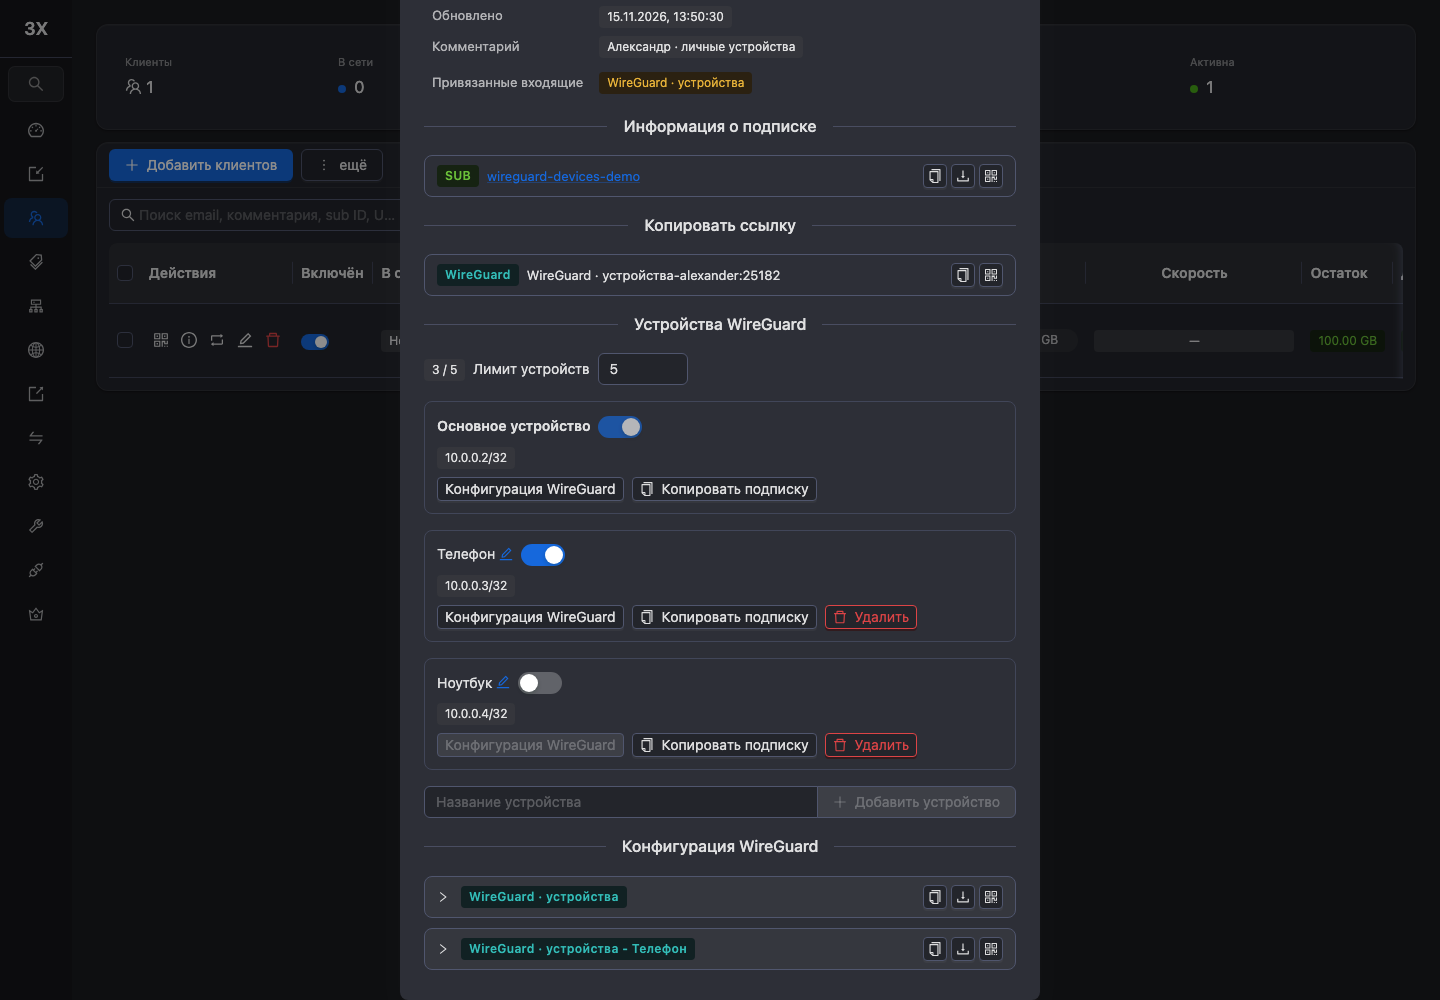 3X
Клиенты
1
В сети
0
Активна
1
Добавить клиентов
ещё
Поиск email, комментария, sub ID, U...
Действия
Включён
В с
Скорость
Остаток
GB
—
100.00 GB
Обновлено
15.11.2026, 13:50:30
Комментарий
Александр · личные устройства
Привязанные входящие
WireGuard · устройства
Информация о подписке
SUB
wireguard-devices-demo
Копировать ссылку
WireGuard
WireGuard · устройства-alexander:25182
Устройства WireGuard
3 / 5
Лимит устройств
5
Основное устройство
10.0.0.2/32
Конфигурация WireGuard
Копировать подписку
Телефон
10.0.0.3/32
Конфигурация WireGuard
Копировать подписку
Удалить
Ноутбук
10.0.0.4/32
Конфигурация WireGuard
Копировать подписку
Удалить
Название устройства
Добавить устройство
Конфигурация WireGuard
WireGuard · устройства
WireGuard · устройства - Телефон